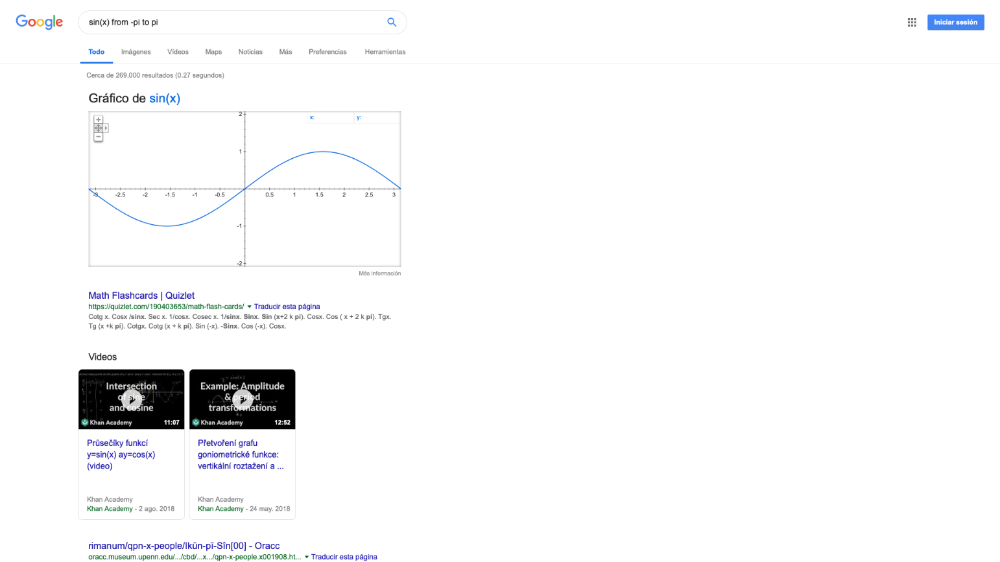 Google
sin(x) from -pi to pi
Iniciar sesión
Todo Imágenes Vídeos Maps Noticias Más Preferencias Herramientas
Cerca de 269,000 resultados (0.27 segundos)
Gráfico de sin(x)
x: y:
2
1
-3 -2.5 -2 -1.5 -1 -0.5 0.5 1 1.5 2 2.5 3
-1
-2
Más información
Math Flashcards | Quizlet
https://quizlet.com/190403653/math-flash-cards/ Traducir esta página
Cotg x. Cosx /sinx. Sec x. 1/cosx. Cosec x. 1/sinx. Sinx. Sin (x+2 k pí). Cosx. Cos ( x + 2 k pí). Tgx.
Tg (x +k pí). Cotgx. Cotg (x + k pí). Sin (-x). -Sinx. Cos (-x). Cosx.
Videos
Intersection
of sine
and cosine
Khan Academy 11:07
Průsečíky funkcí
y=sin(x) ay=cos(x)
(video)
Khan Academy
Khan Academy - 2 ago. 2018
y = sin(x)
Example: Amplitude
& period
transformations
Khan Academy 12:52
Přetvoření grafu
goniometrické funkce:
vertikální roztažení a ...
Khan Academy
Khan Academy - 24 may. 2018
rimanum/qpn-x-people/Ikūn-pī-Sîn[00] - Oracc
oracc.museum.upenn.edu/.../cbd/...x.../qpn-x-people.x001908.ht... Traducir esta página